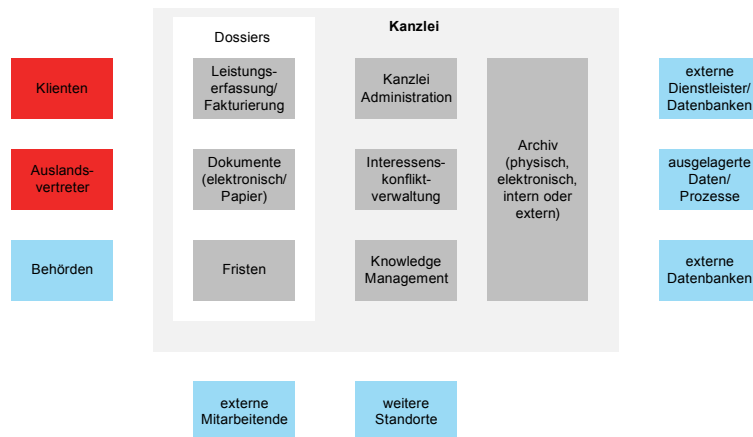 Kanzlei
Dossiers
Klienten
Auslands-
vertreter
Behörden
Leistungs-
erfassung/
Fakturierung
Dokumente
(elektronisch/
Papier)
Fristen
Kanzlei
Administration
Interessens-
konflikt-
verwaltung
Knowledge
Management
Archiv
(physisch,
elektronisch,
intern oder
extern)
externe
Dienstleister/
Datenbanken
ausgelagerte
Daten/
Prozesse
externe
Datenbanken
externe
Mitarbeitende
weitere
Standorte